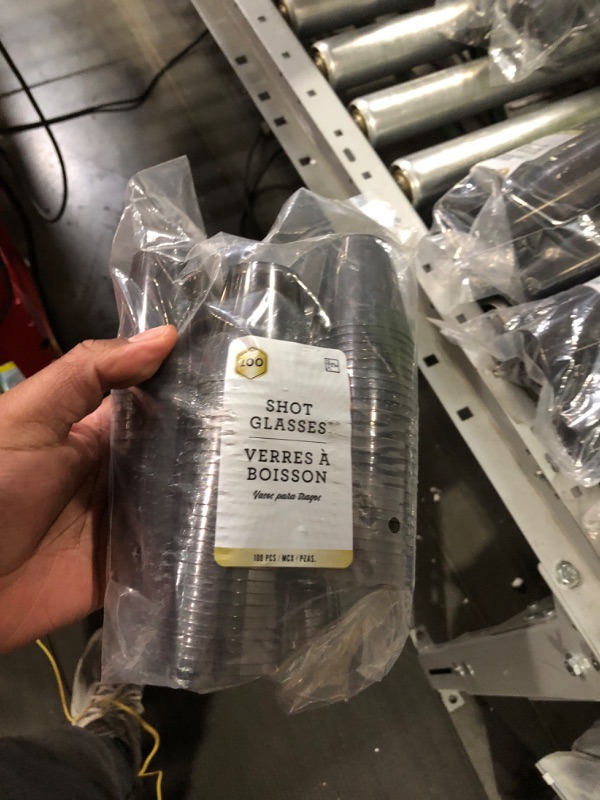 100
SHOT
GLASSES
VERRES À
BOISSON
Vasos para Tragos
100 PCS / MCX / PZAS.